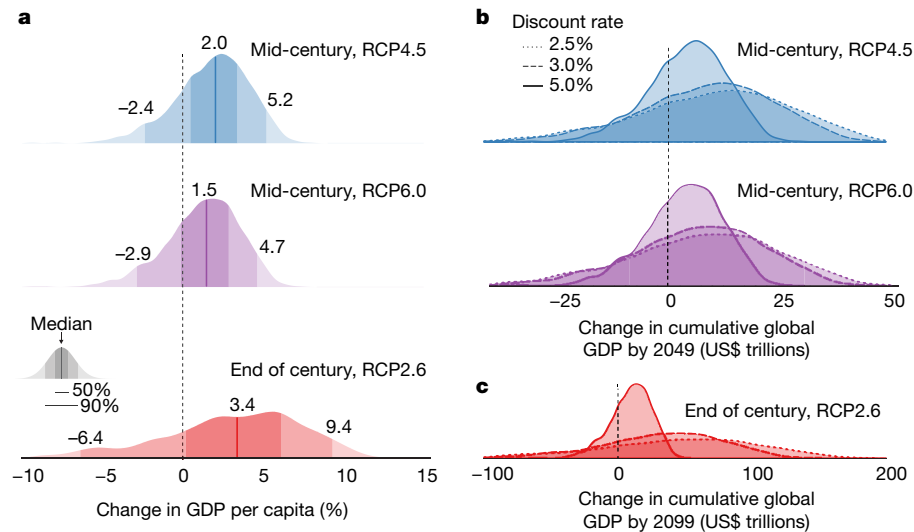 a
2.0
Mid-century, RCP4.5
−2.4
5.2
1.5
Mid-century, RCP6.0
−2.9
4.7
Median
50%
90%
End of century, RCP2.6
3.4
−6.4
9.4
−10 −5 0 5 10 15
Change in GDP per capita (%)
b
Discount rate
2.5%
3.0%
5.0%
Mid-century, RCP4.5
Mid-century, RCP6.0
−25 0 25 50
Change in cumulative global
GDP by 2049 (US$ trillions)
c
End of century, RCP2.6
−100 0 100 200
Change in cumulative global
GDP by 2099 (US$ trillions)